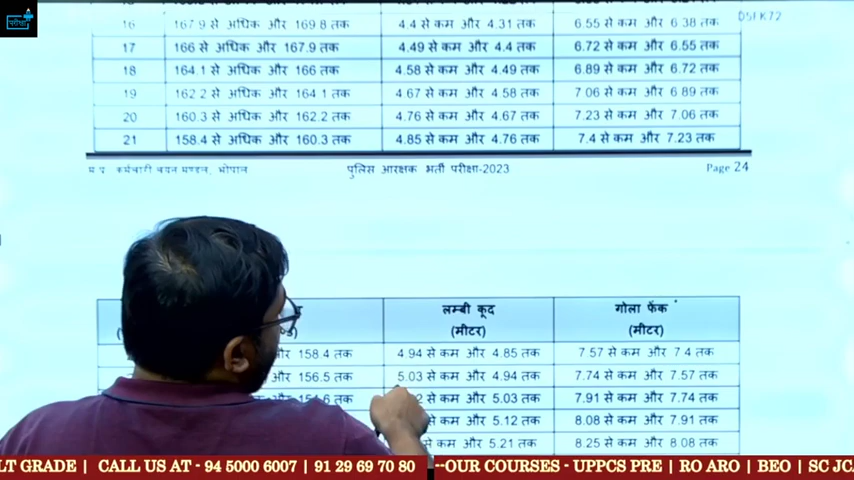 परीक्षा
16 167.9 से अधिक और 169.8 तक 4.4 से कम और 4.31 तक 6.55 से कम और 6.38 तक
D5FK72
17 166 से अधिक और 167.9 तक 4.49 से कम और 4.4 तक 6.72 से कम और 6.55 तक
18 164.1 से अधिक और 166 तक 4.58 से कम और 4.49 तक 6.89 से कम और 6.72 तक
19 162.2 से अधिक और 164.1 तक 4.67 से कम और 4.58 तक 7.06 से कम और 6.89 तक
20 160.3 से अधिक और 162.2 तक 4.76 से कम और 4.67 तक 7.23 से कम और 7.06 तक
21 158.4 से अधिक और 160.3 तक 4.85 से कम और 4.76 तक 7.4 से कम और 7.23 तक
म.प्र. कर्मचारी चयन मण्डल, भोपाल पुलिस आरक्षक भर्ती परीक्षा-2023 Page 24
लम्बी कूद गोला फेंक
(मीटर) (मीटर)
और 158.4 तक 4.94 से कम और 4.85 तक 7.57 से कम और 7.4 तक
और 156.5 तक 5.03 से कम और 4.94 तक 7.74 से कम और 7.57 तक
तक से कम और 5.03 तक 7.91 से कम और 7.74 तक
से कम और 5.12 तक 8.08 से कम और 7.91 तक
से कम और 5.21 तक 8.25 से कम और 8.08 तक
LT GRADE | CALL US AT - 94 5000 6007 | 91 29 69 70 80 --OUR COURSES - UPPCS PRE | RO ARO | BEO | SC JCA